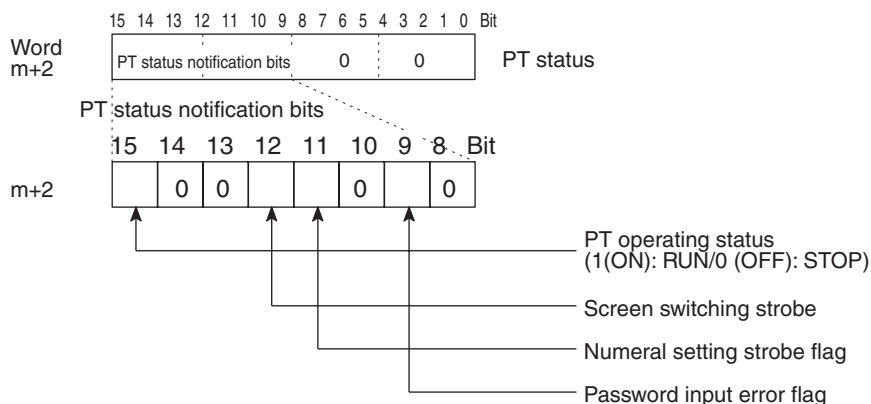 15 14 13 12 11 10 9 8 7 6 5 4 3 2 1 0 Bit
Word
m+2
PT status notification bits 0 0
PT status
PT status notification bits
15 14 13 12 11 10 9 8 Bit
m+2
0 0 0 0
PT operating status
(1(ON): RUN/0 (OFF): STOP)
Screen switching strobe
Numeral setting strobe flag
Password input error flag